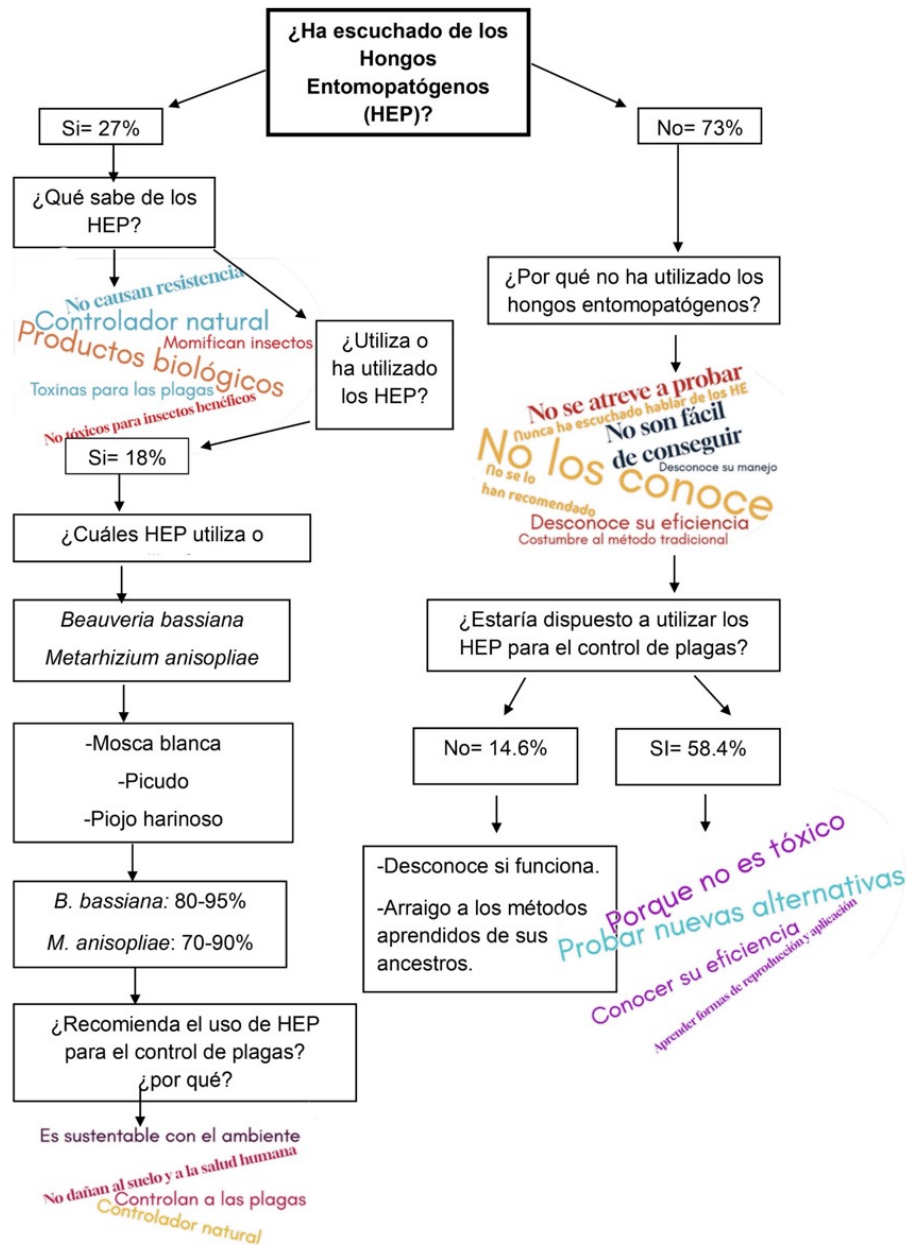 ¿Ha escuchado de los
Hongos
Entomopatógenos
(HEP)?
Si= 27%
No= 73%
¿Qué sabe de los
HEP?
No causan resistencia
Controlador natural
Productos biológicos
Momifican insectos
Toxinas para las plagas
No tóxicos para insectos benéficos
¿Utiliza o
ha utilizado
los HEP?
Si= 18%
¿Cuáles HEP utiliza o
Beauveria bassiana
Metarhizium anisopliae
-Mosca blanca
-Picudo
-Piojo harinoso
B. bassiana: 80-95%
M. anisopliae: 70-90%
¿Recomienda el uso de HEP
para el control de plagas?
¿por qué?
Es sustentable con el ambiente
No dañan al suelo y a la salud humana
Controlan a las plagas
Controlador natural
¿Por qué no ha utilizado los
hongos entomopatógenos?
No se atreve a probar
Nunca ha escuchado hablar de los HE
No son fácil
de conseguir
No los conoce
Desconoce su manejo
No se lo
han recomendado
Desconoce su eficiencia
Costumbre al método tradicional
¿Estaría dispuesto a utilizar los
HEP para el control de plagas?
No= 14.6%
SI= 58.4%
-Desconoce si funciona.
-Arraigo a los métodos
aprendidos de sus
ancestros.
Porque no es tóxico
Probar nuevas alternativas
Conocer su eficiencia
Aprender formas de reproducción y aplicación